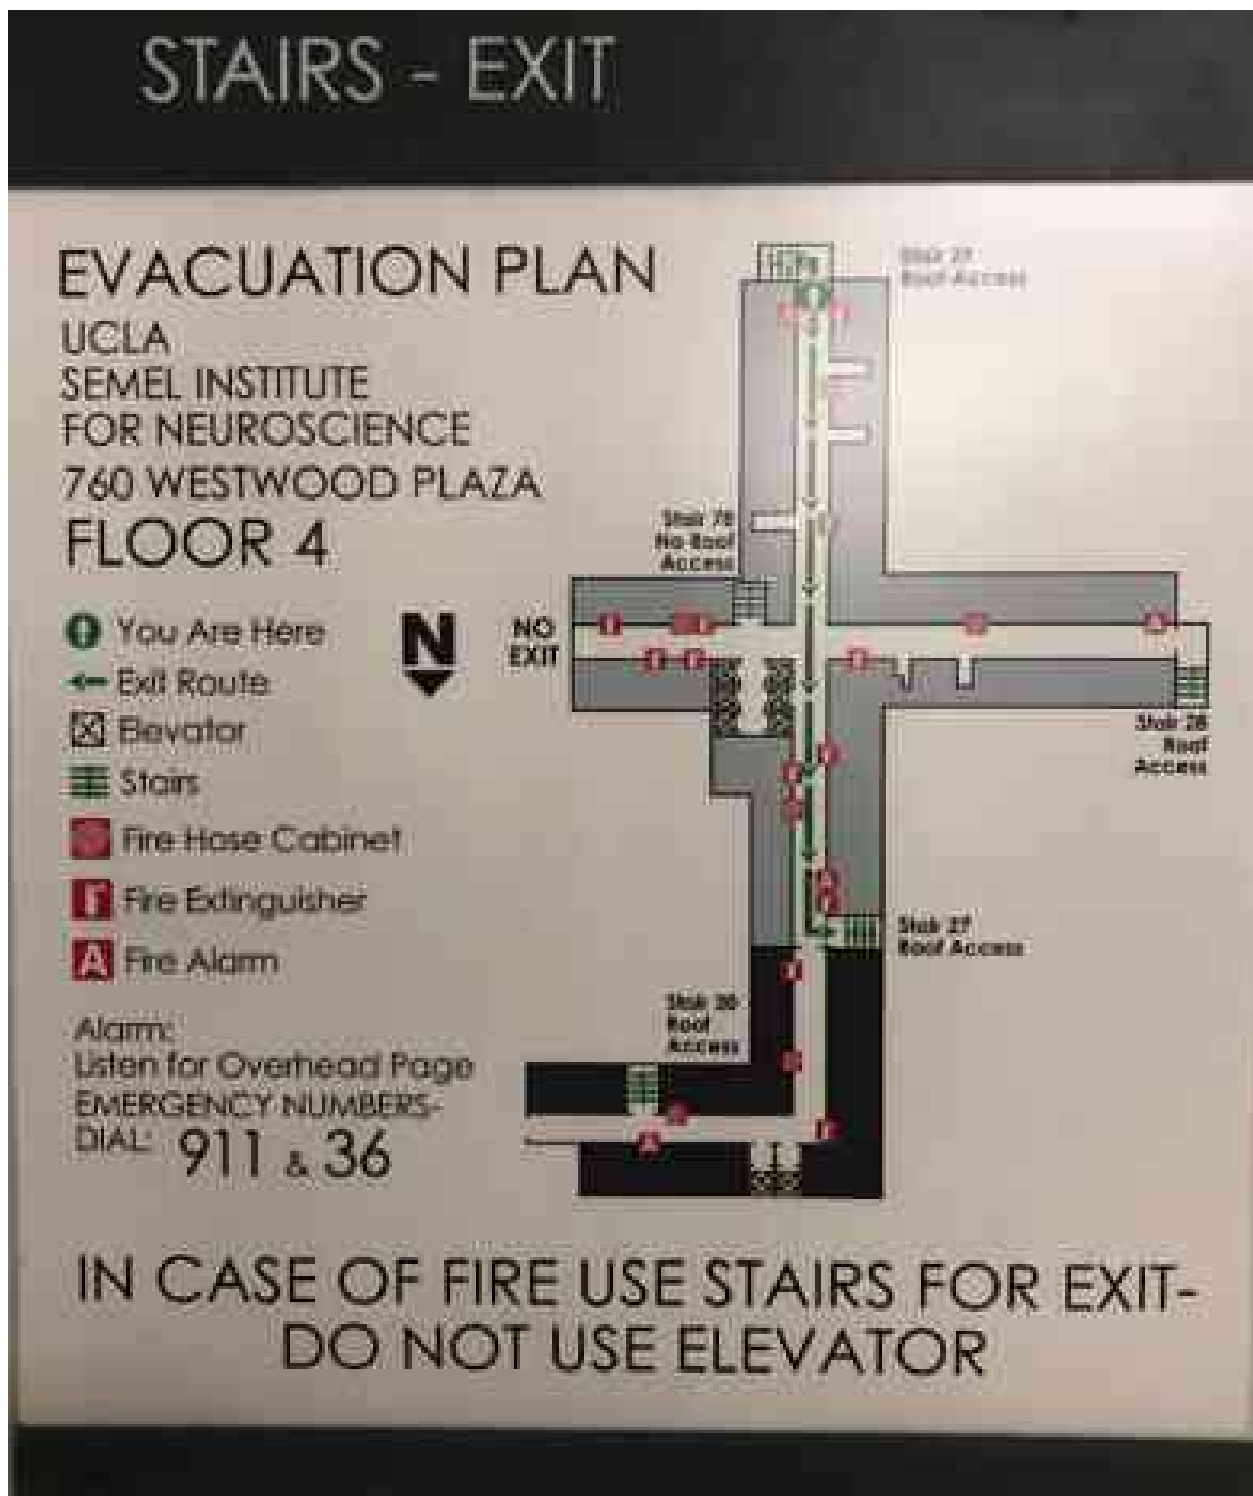 STAIRS - EXIT
EVACUATION PLAN
UCLA
SEMEL INSTITUTE
FOR NEUROSCIENCE
760 WESTWOOD PLAZA
FLOOR 4
You Are Here
Exit Route
Elevator
Stairs
Fire Hose Cabinet
F Fire Extinguisher
A Fire Alarm
Alarm:
Listen for Overhead Page
EMERGENCY NUMBERS-
DIAL: 911 & 36
N
NO
EXIT
Stair
Roof Access
Stair
No Roof
Access
Stair 28
Roof
Access
Stair 27
Roof Access
Stair
Roof
Access
IN CASE OF FIRE USE STAIRS FOR EXIT-
DO NOT USE ELEVATOR